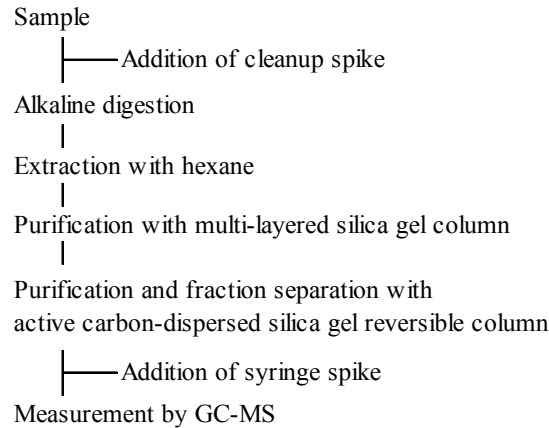 Sample
Addition of cleanup spike
Alkaline digestion
Extraction with hexane
Purification with multi-layered silica gel column
Purification and fraction separation with
active carbon-dispersed silica gel reversible column
Addition of syringe spike
Measurement by GC-MS